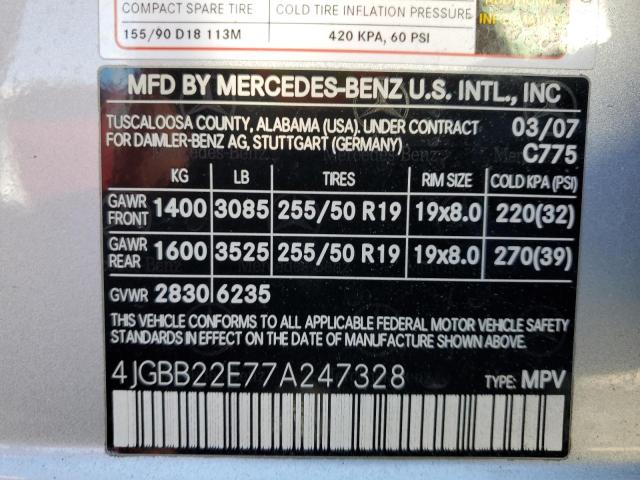 COMPACT SPARE TIRE COLD TIRE INFLATION PRESSURE
155/90 D18 113M 420 KPA, 60 PSI
MFD BY MERCEDES-BENZ U.S. INTL., INC
TUSCALOOSA COUNTY, ALABAMA (USA). UNDER CONTRACT 03/07
FOR DAIMLER-BENZ AG, STUTTGART (GERMANY) C775
KG LB TIRES RIM SIZE COLD KPA (PSI)
GAWR FRONT 1400 3085 255/50 R19 19x8.0 220(32)
GAWR REAR 1600 3525 255/50 R19 19x8.0 270(39)
GVWR 2830 6235
THIS VEHICLE CONFORMS TO ALL APPLICABLE FEDERAL MOTOR VEHICLE SAFETY
STANDARDS IN EFFECT ON THE DATE OF MANUFACTURE SHOWN ABOVE.
4JGBB22E77A247328 TYPE: MPV